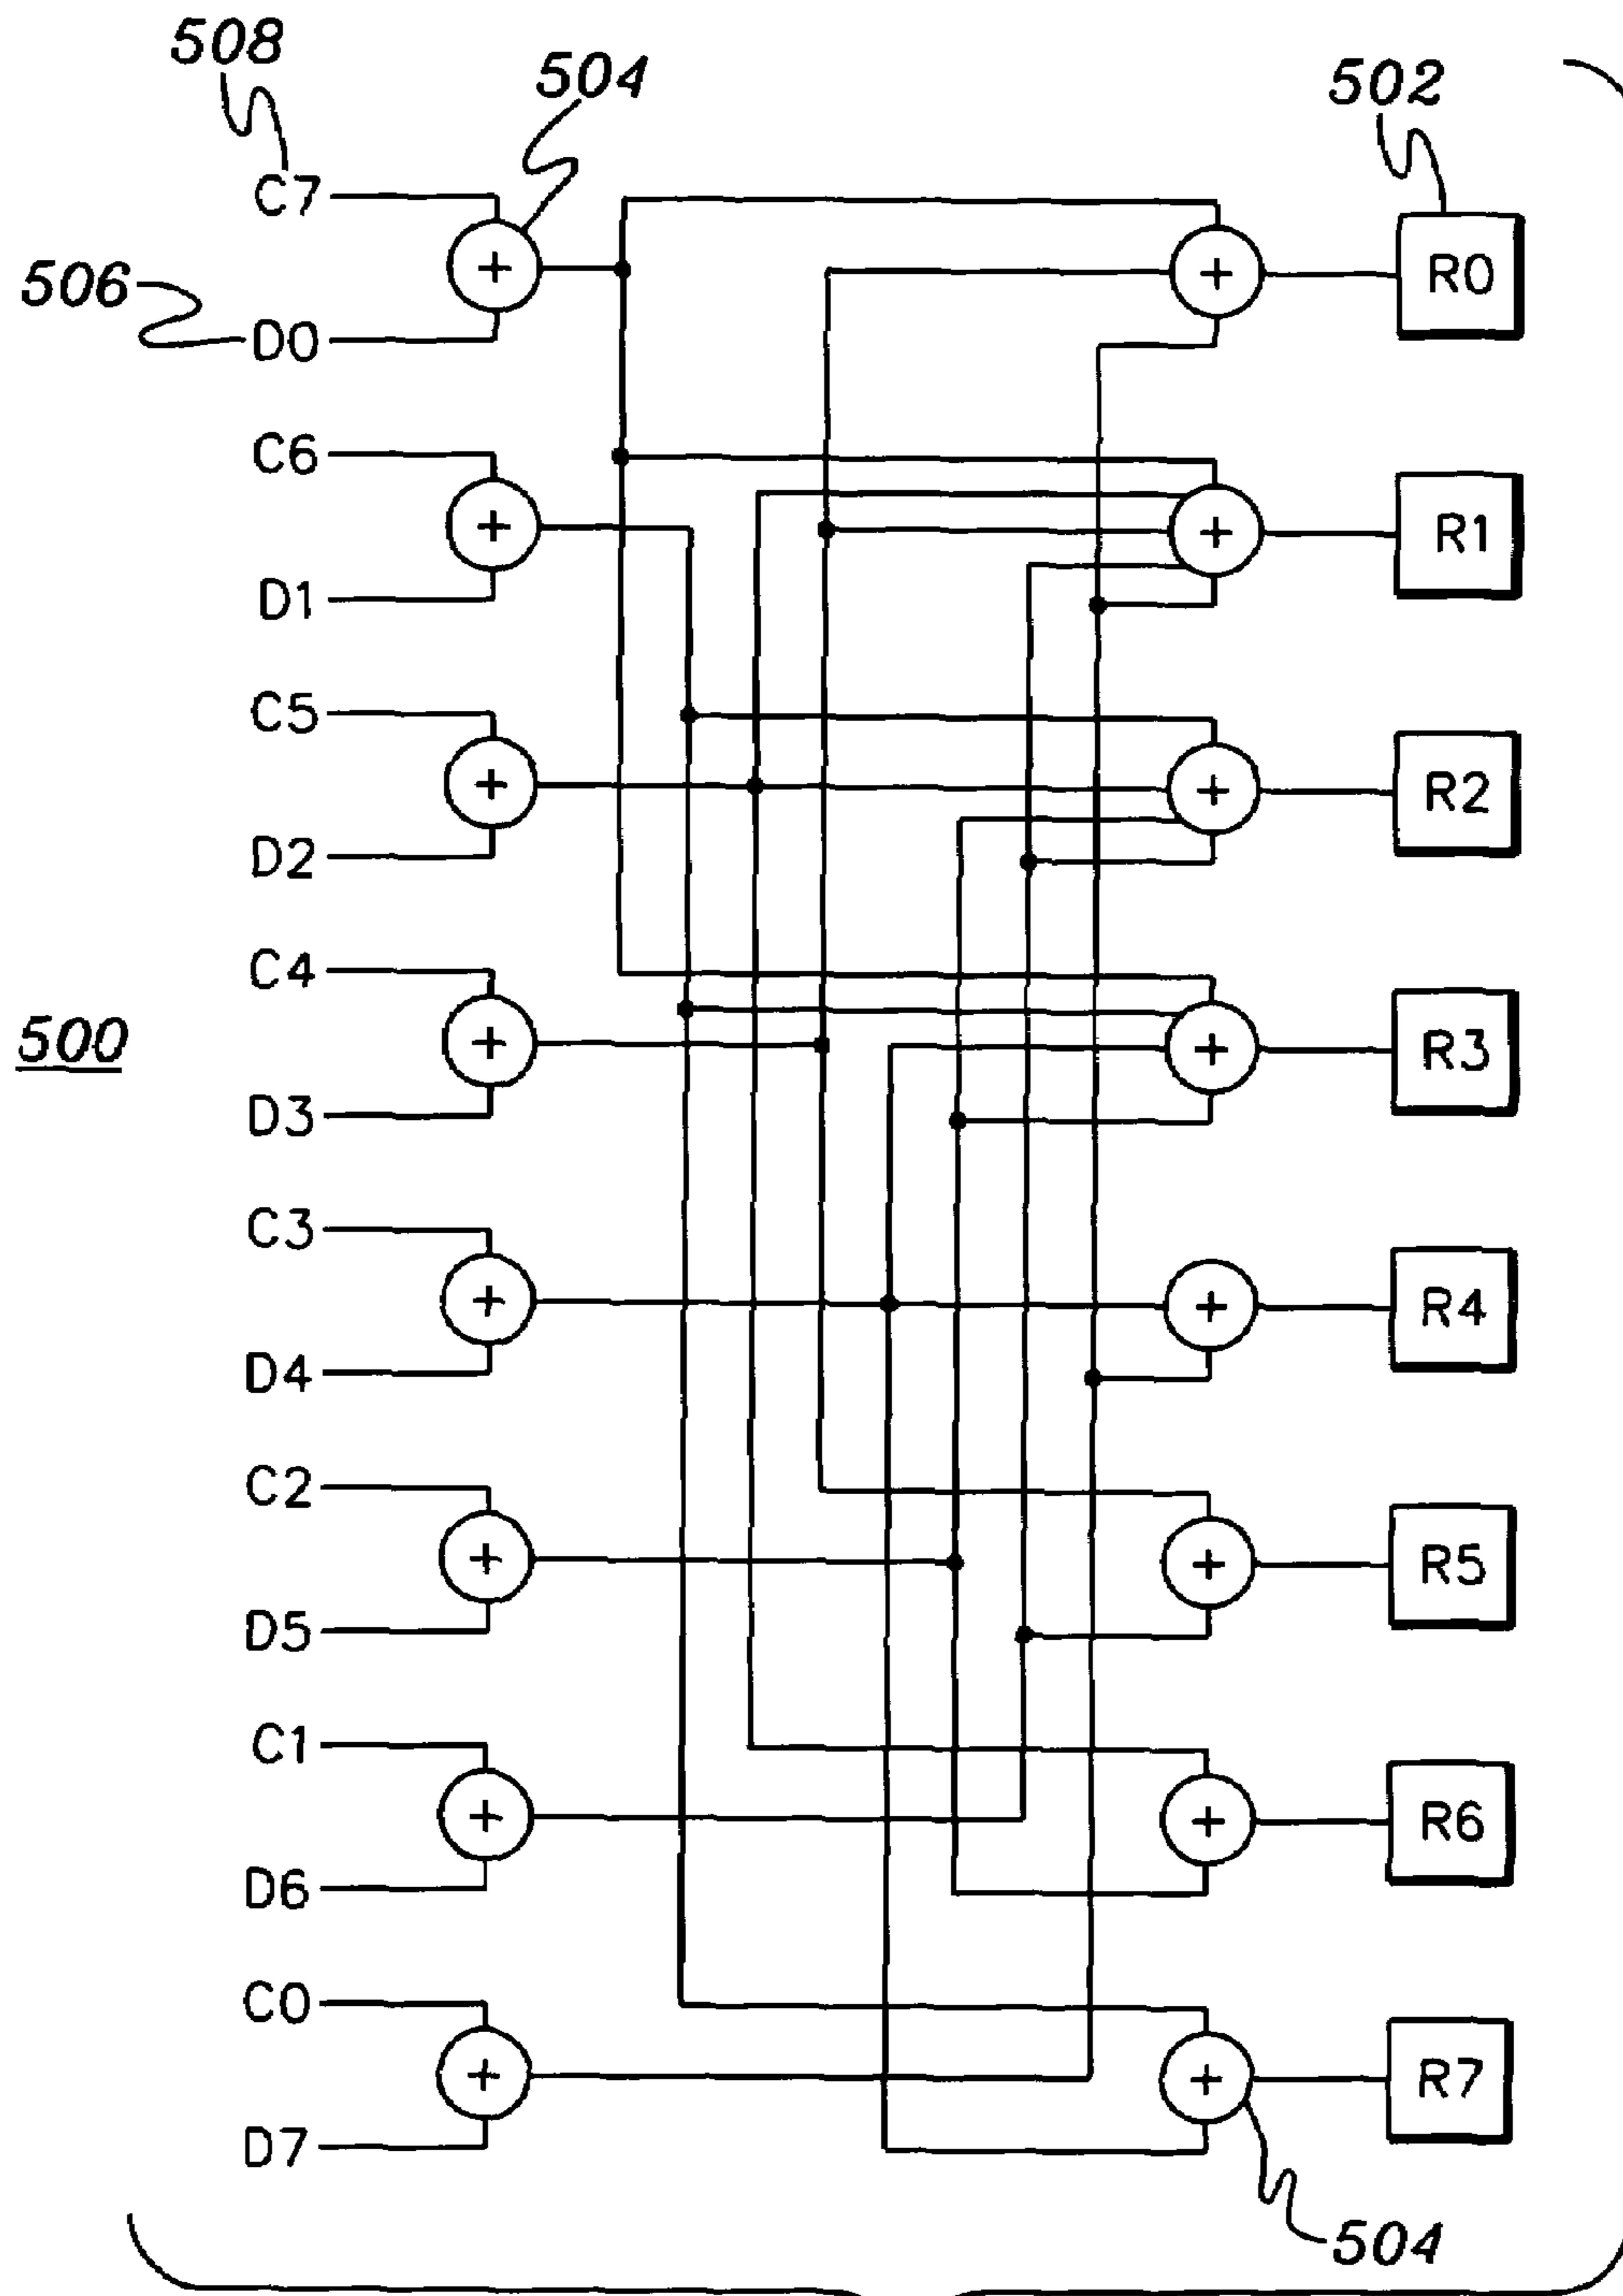 508
504
502
C7
+
+
R0
506
D0
C6
+
+
R1
D1
C5
+
+
R2
D2
C4
500
+
+
R3
D3
C3
+
+
R4
D4
C2
+
+
R5
D5
C1
+
+
R6
D6
C0
+
+
R7
D7
504